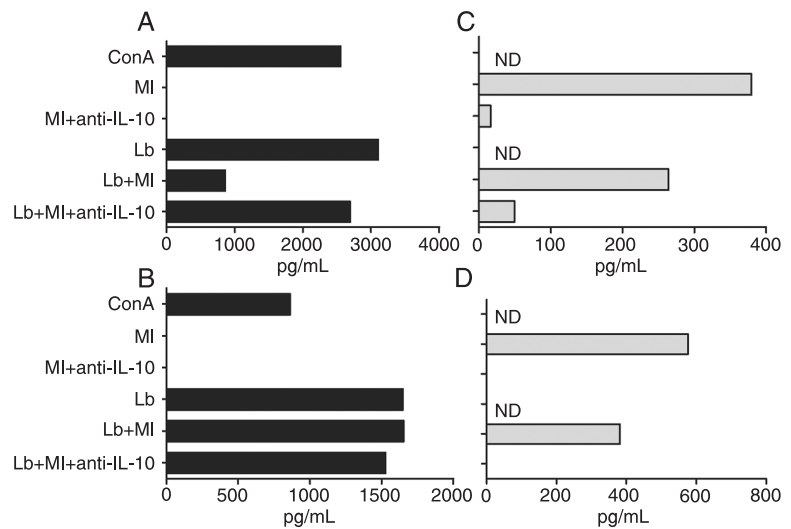 A
ConA
MI
MI+anti-IL-10
Lb
Lb+MI
Lb+MI+anti-IL-10
0 1000 2000 3000 4000
pg/mL
C
ND
ND
0 100 200 300 400
pg/mL
B
ConA
MI
MI+anti-IL-10
Lb
Lb+MI
Lb+MI+anti-IL-10
0 500 1000 1500 2000
pg/mL
D
ND
ND
0 200 400 600 800
pg/mL